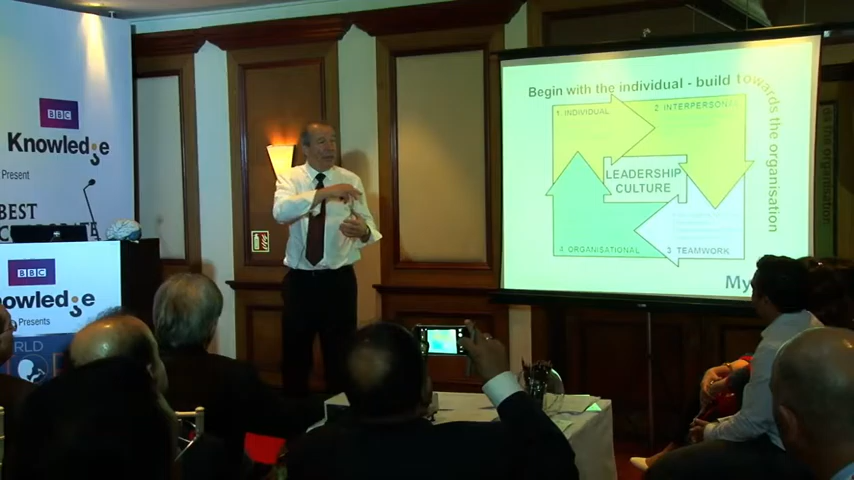 BBC
Knowledge
Present
BEST
BBC
Knowledge
Presents
RLD
Begin with the individual - build towards the organisation
1. INDIVIDUAL
2. INTERPERSONAL
LEADERSHIP
CULTURE
4. ORGANISATIONAL
3. TEAMWORK
My